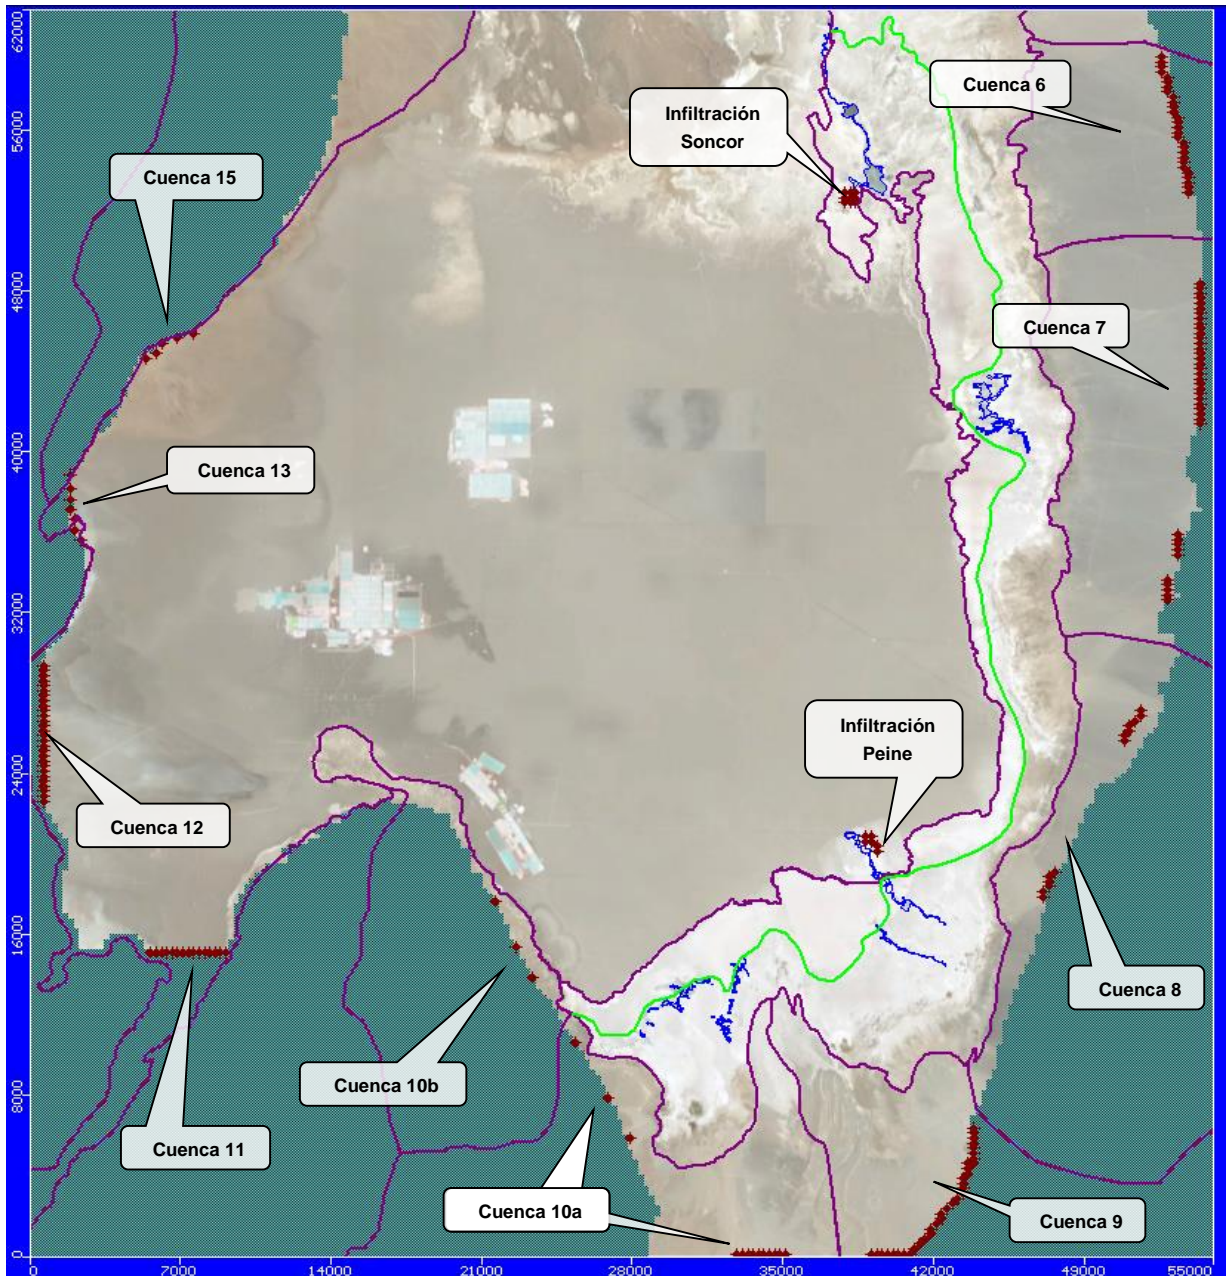 62000
56000
48000
40000
32000
24000
16000
8000
0
Cuenca 6
Infiltración
Soncor
Cuenca 15
Cuenca 7
Cuenca 13
Infiltración
Peine
Cuenca 12
Cuenca 8
Cuenca 10b
Cuenca 11
Cuenca 10a
Cuenca 9
0
7000
14000
21000
28000
35000
42000
49000
55000